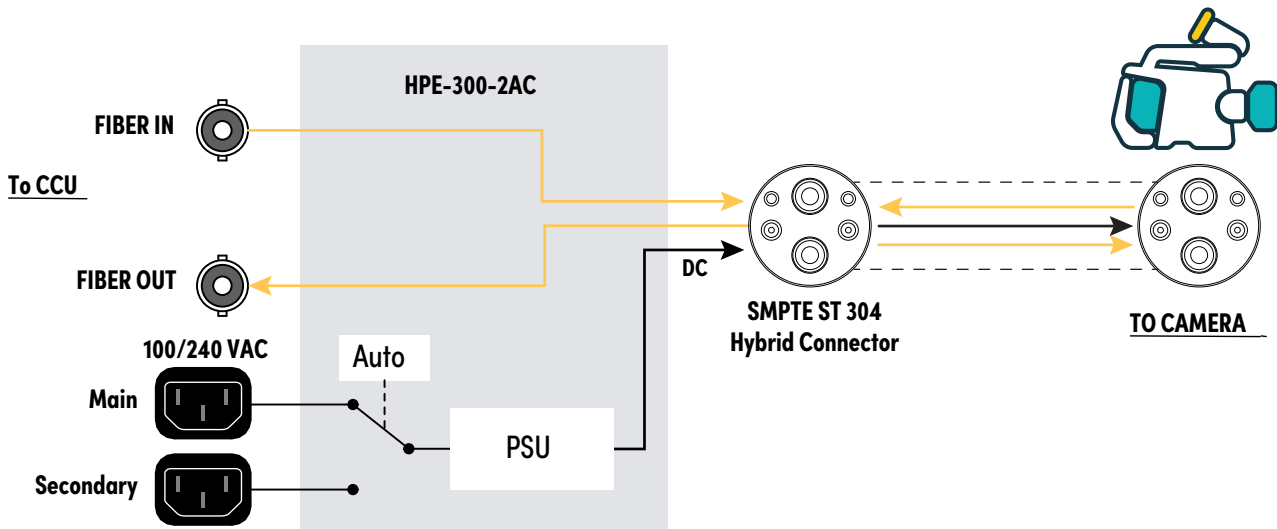 HPE-300-2AC
FIBER IN
To CCU
FIBER OUT
DC
SMPTE ST 304
Hybrid Connector
TO CAMERA
100/240 VAC
Auto
Main
PSU
Secondary